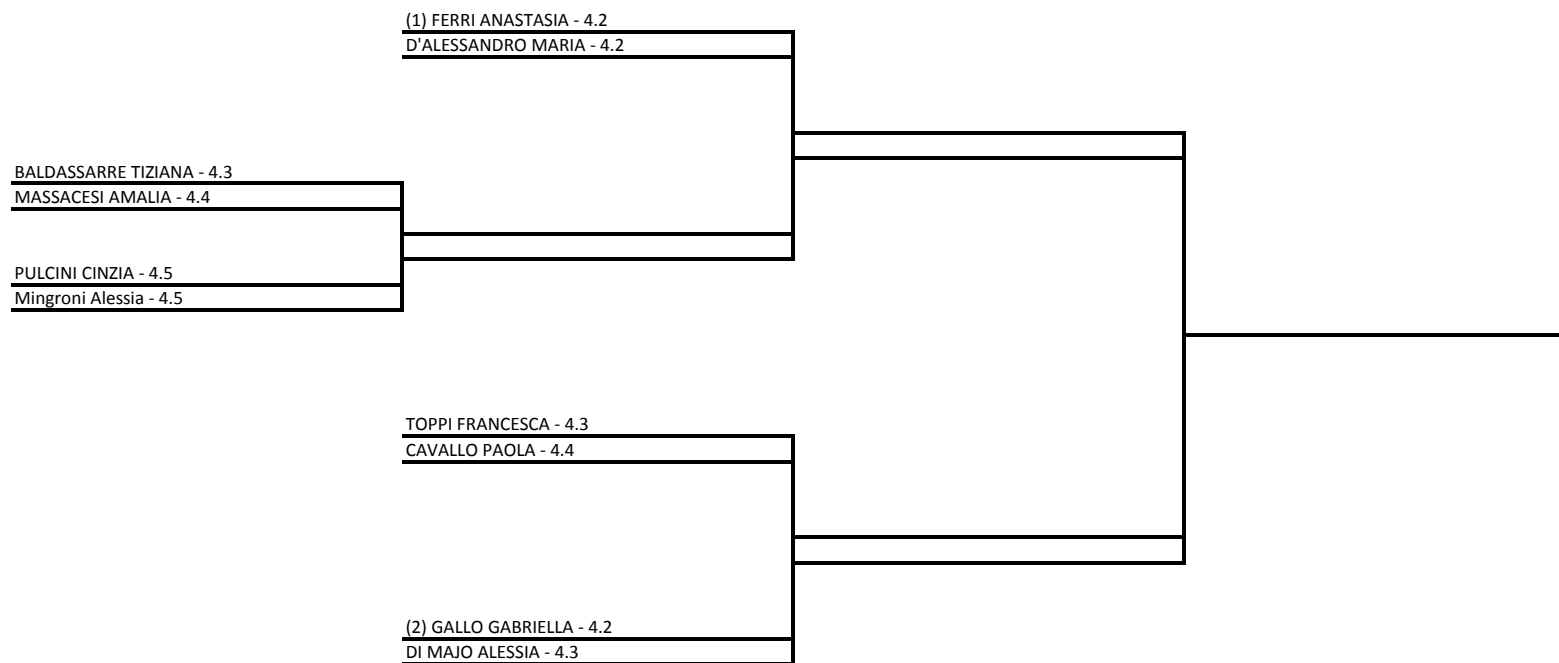 (1) FERRI ANASTASIA - 4.2
D'ALESSANDRO MARIA - 4.2
BALDASSARRE TIZIANA - 4.3
MASSACESI AMALIA - 4.4
PULCINI CINZIA - 4.5
Mingroni Alessia - 4.5
TOPPI FRANCESCA - 4.3
CAVALLO PAOLA - 4.4
(2) GALLO GABRIELLA - 4.2
DI MAJO ALESSIA - 4.3